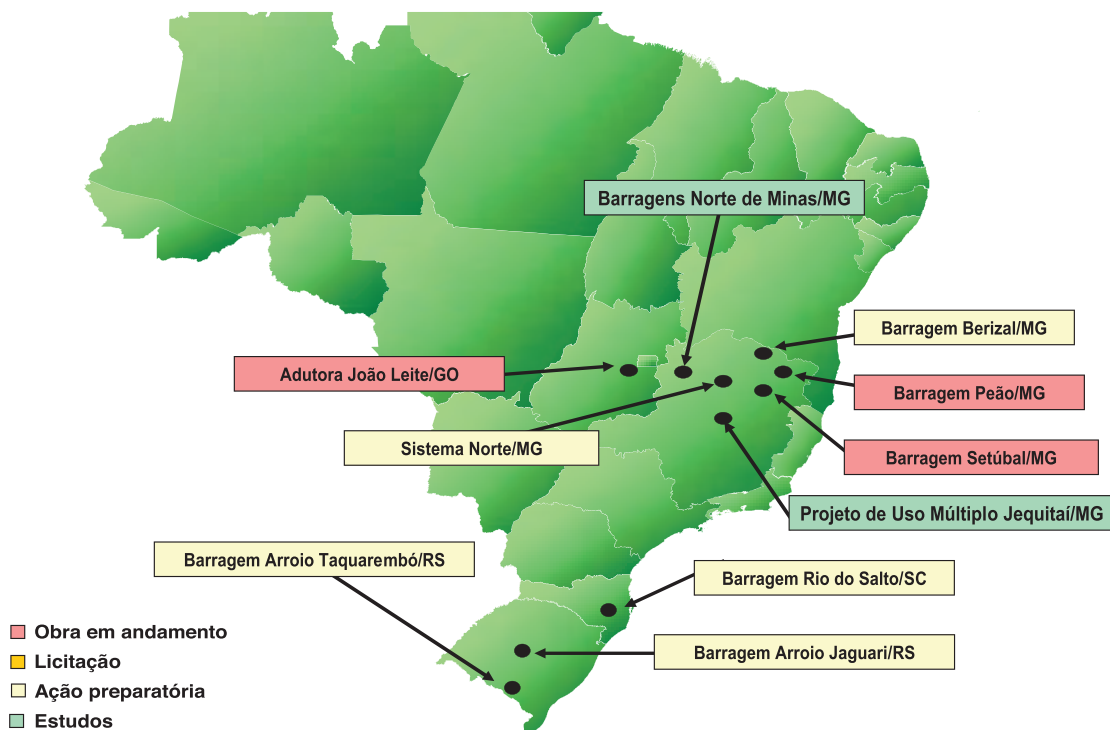 Barragens Norte de Minas/MG
Barragem Berizal/MG
Adutora João Leite/GO
Barragem Peão/MG
Sistema Norte/MG
Barragem Setúbal/MG
Projeto de Uso Múltiplo Jequitaí/MG
Barragem Arroio Taquarembó/RS
Barragem Rio do Salto/SC
Barragem Arroio Jaguari/RS
Obra em andamento
Licitação
Ação preparatória
Estudos